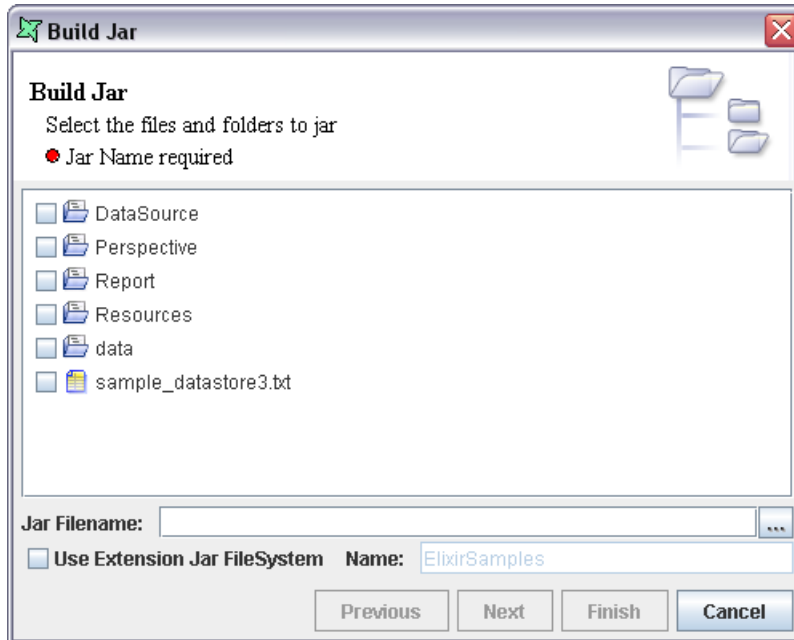 Build Jar
Build Jar
Select the files and folders to jar
Jar Name required
DataSource
Perspective
Report
Resources
data
sample_datastore3.txt
Jar Filename:
...
Use Extension Jar FileSystem Name: ElixirSamples
Previous Next Finish Cancel